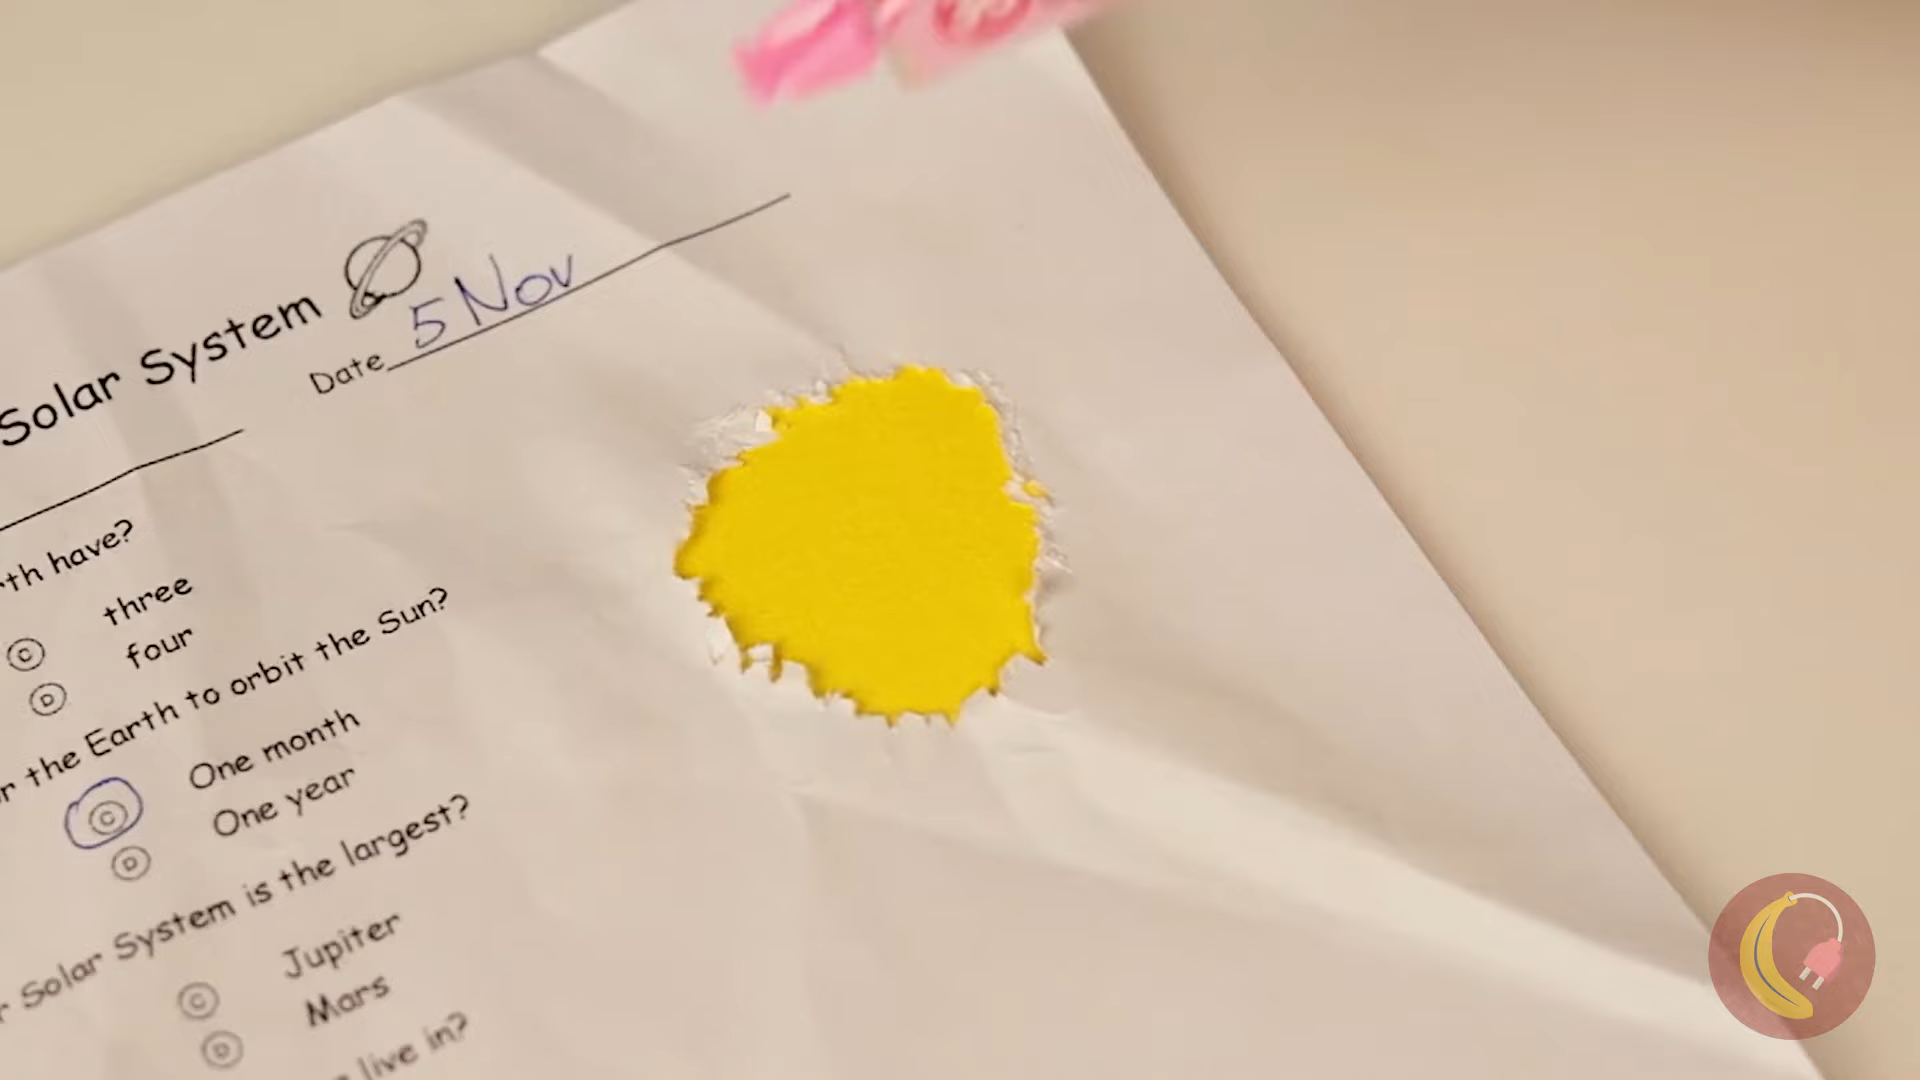 Solar System
Date 5 Nov
have?
three
C
four
D
the Earth to orbit the Sun?
One month
C
One year
D
Solar System is the largest?
Jupiter
C
Mars
D
live in?